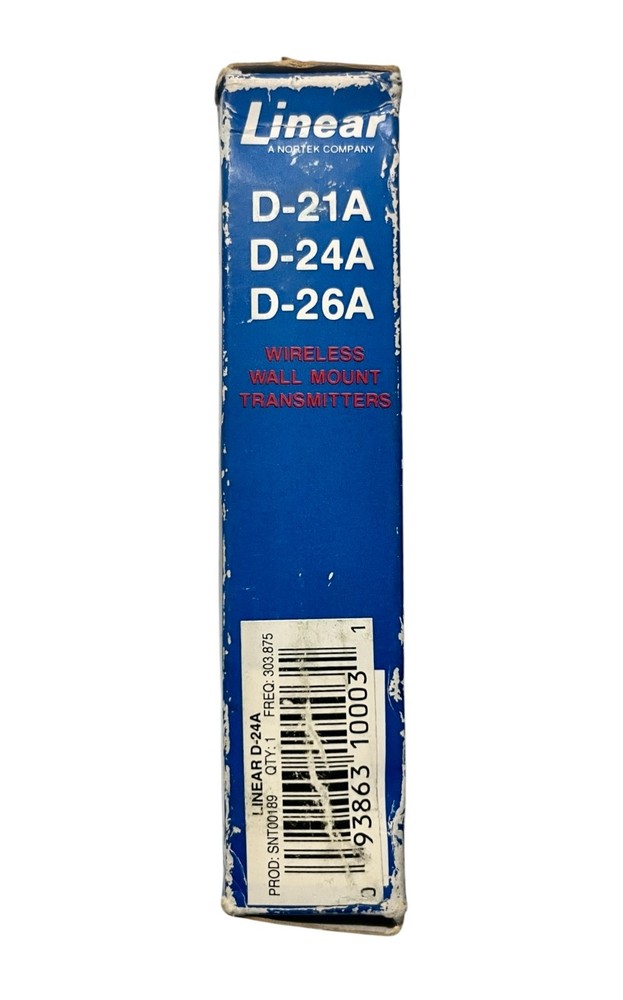 Linear
A NORTEK COMPANY
D-21A
D-24A
D-26A
WIRELESS
WALL MOUNT
TRANSMITTERS
LINEAR D-24A
PROD: SNT00189 QTY: 1 FREQ: 303.875
0 93863 10003 1